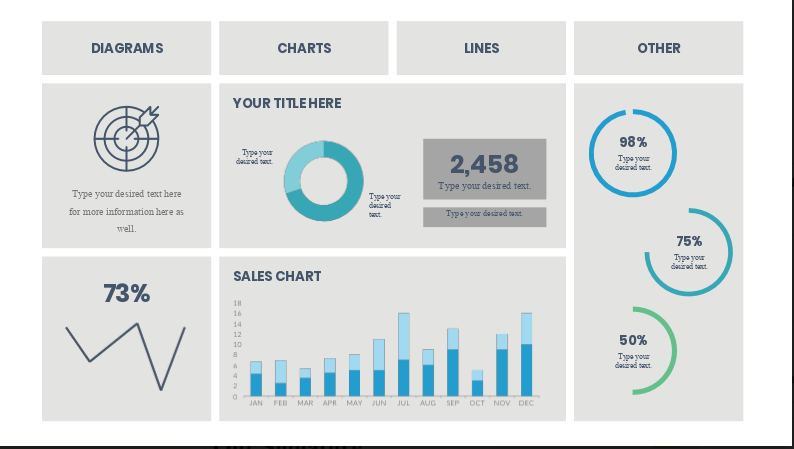 DIAGRAMS
CHARTS
LINES
OTHER
Type your desired text here
for more information here as
well.
YOUR TITLE HERE
Type your
desired text.
Type your
desired
text.
2,458
Type your desired text.
Type your desired text.
98%
Type your
desired text.
75%
Type your
desired text.
50%
Type your
desired text.
73%
SALES CHART
18
16
14
12
10
8
6
4
2
0
JAN FEB MAR APR MAY JUN JUL AUG SEP OCT NOV DEC